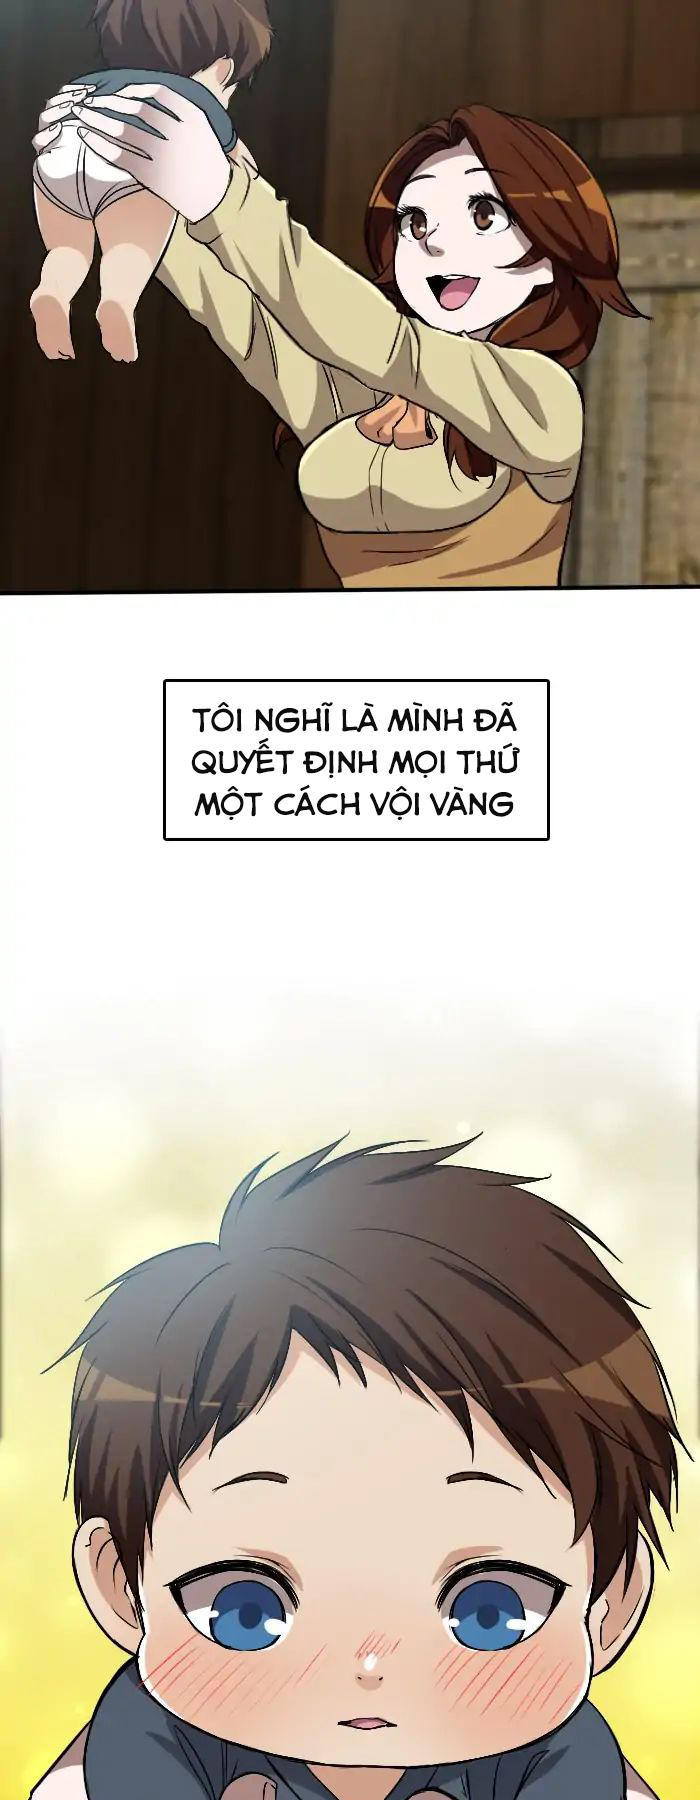 TÔI NGHĨ LÀ MÌNH ĐÃ
QUYẾT ĐỊNH MỌI THỨ
MỘT CÁCH VỘI VÀNG